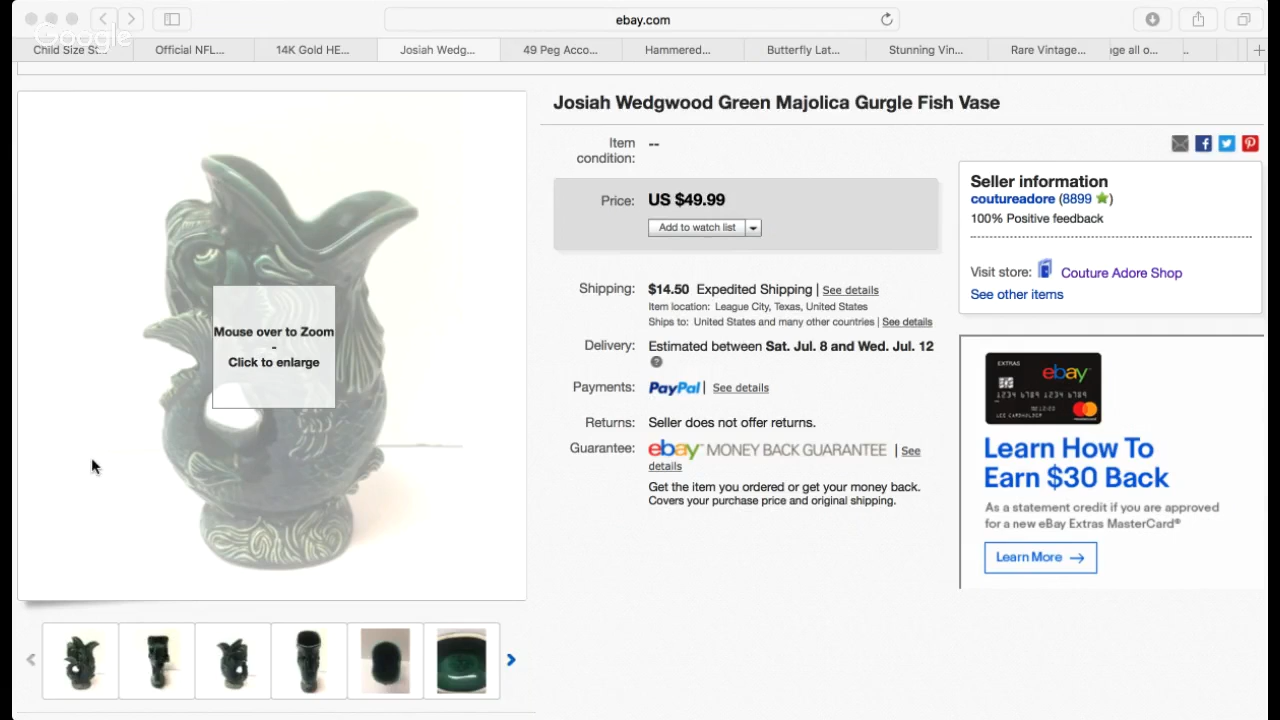 ebay.com
Google
Child Size St...
Official NFL...
14K Gold HE...
Josiah Wedg...
49 Peg Acco...
Hammered...
Butterfly Lat...
Stunning Vin...
Rare Vintage...
ge all o...
Josiah Wedgwood Green Majolica Gurgle Fish Vase
Item condition:
--
Price:
US $49.99
Add to watch list
Shipping:
$14.50 Expedited Shipping | See details
Item location: League City, Texas, United States
Ships to: United States and many other countries | See details
Delivery:
Estimated between Sat. Jul. 8 and Wed. Jul. 12
?
Payments:
PayPal | See details
Returns:
Seller does not offer returns.
Guarantee:
ebay MONEY BACK GUARANTEE | See
details
Get the item you ordered or get your money back.
Covers your purchase price and original shipping.
Mouse over to Zoom
-
Click to enlarge
Seller information
coutureadore (8899)
100% Positive feedback
Visit store: Couture Adore Shop
See other items
EXTRAS
ebay
Learn How To
Earn $30 Back
As a statement credit if you are approved
for a new eBay Extras MasterCard®
Learn More →